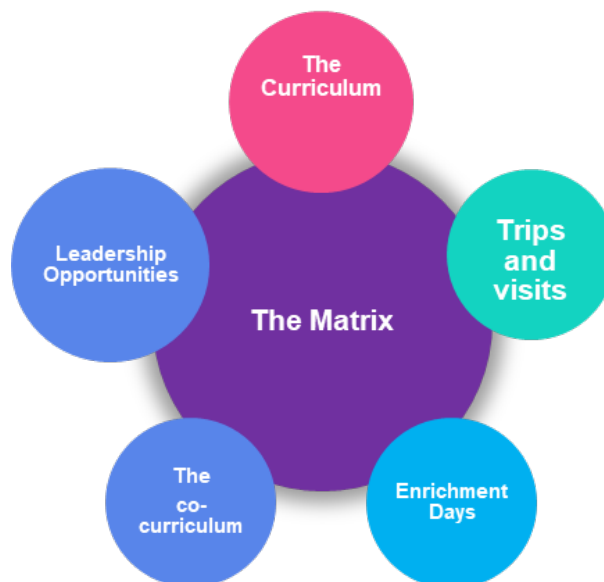 The
Curriculum
Trips
and
visits
Leadership
Opportunities
The Matrix
The
co-
curriculum
Enrichment
Days